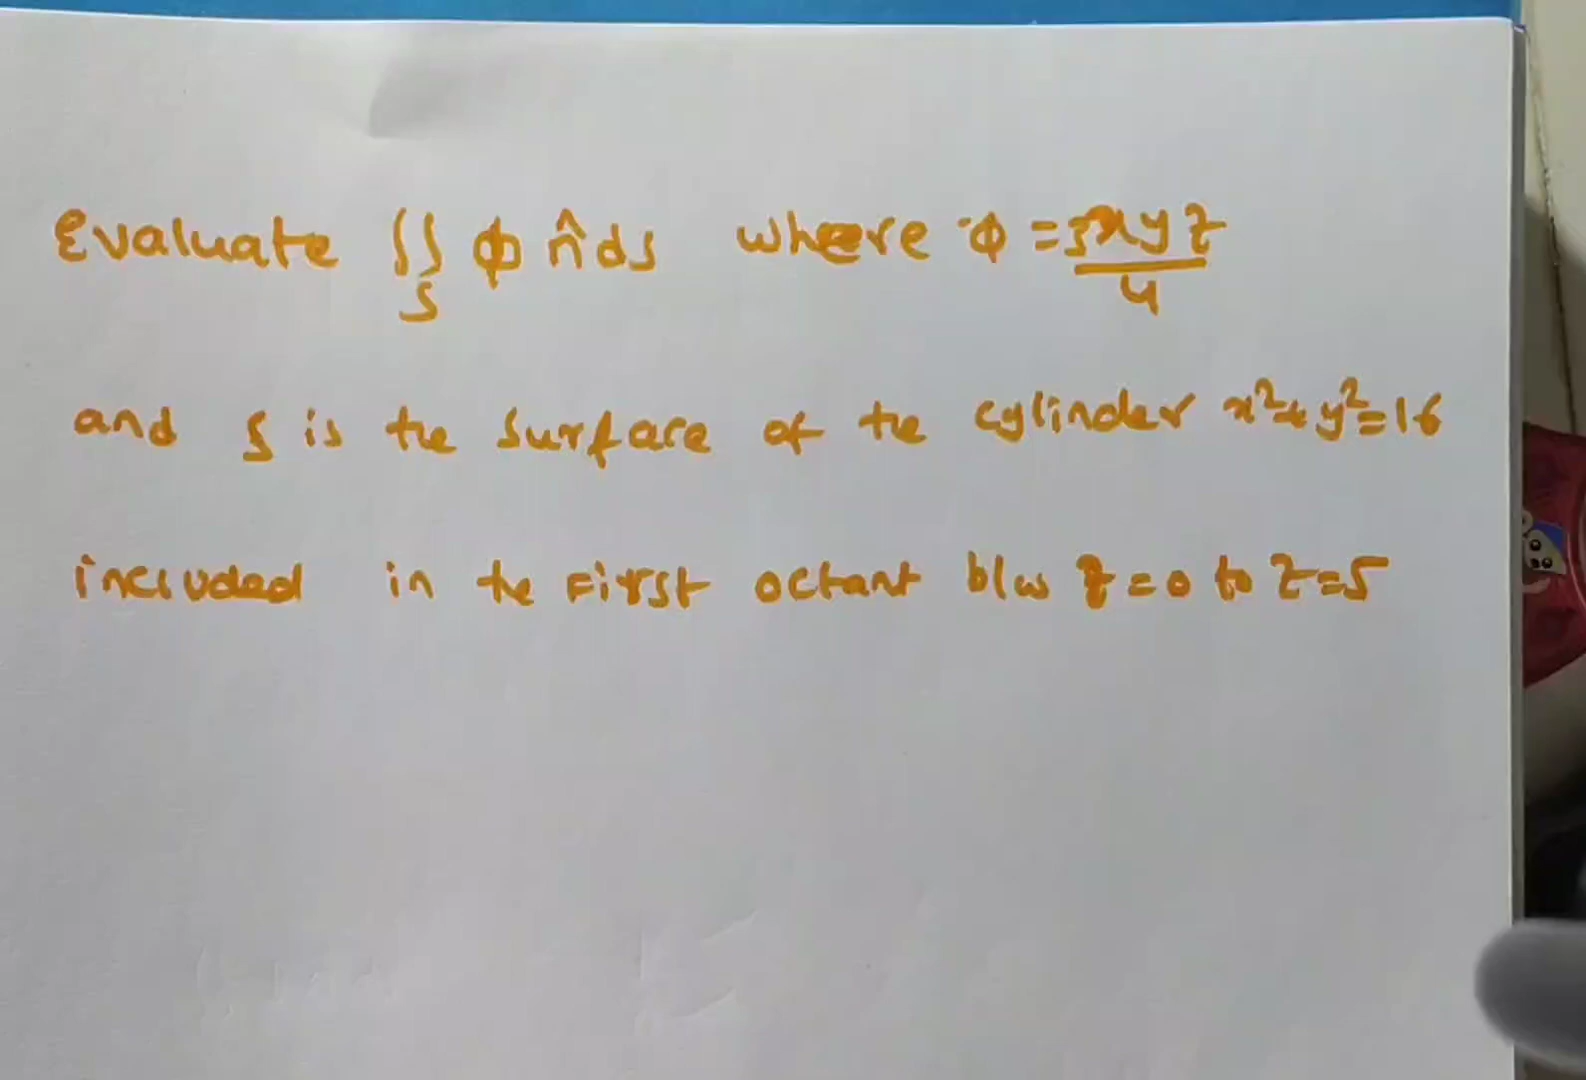 Evaluate ∬_S ϕ n̂ ds where ϕ = 3xyz/4
and S is the surface of the cylinder x²+y²=16
included in the First octant b/w z=0 to z=5